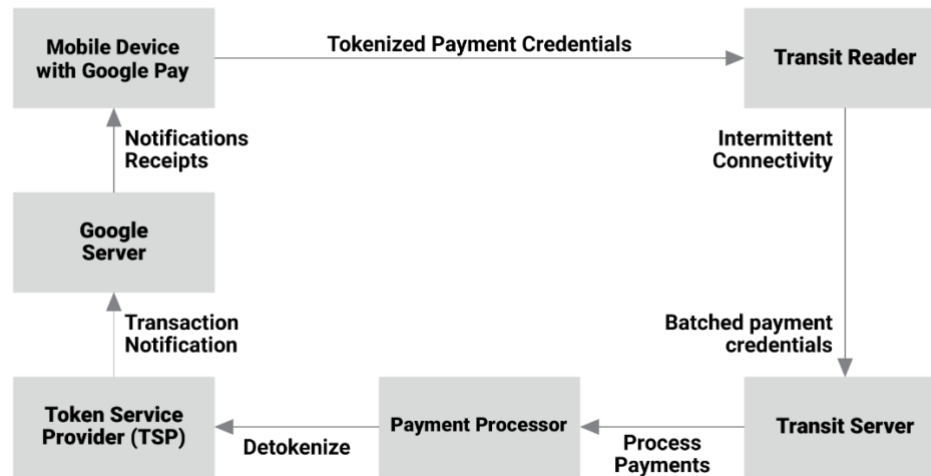 Mobile Device
with Google Pay
Tokenized Payment Credentials
Transit Reader
Notifications
Receipts
Intermittent
Connectivity
Google
Server
Transaction
Notification
Batched payment
credentials
Token Service
Provider (TSP)
Detokenize
Payment Processor
Process
Payments
Transit Server